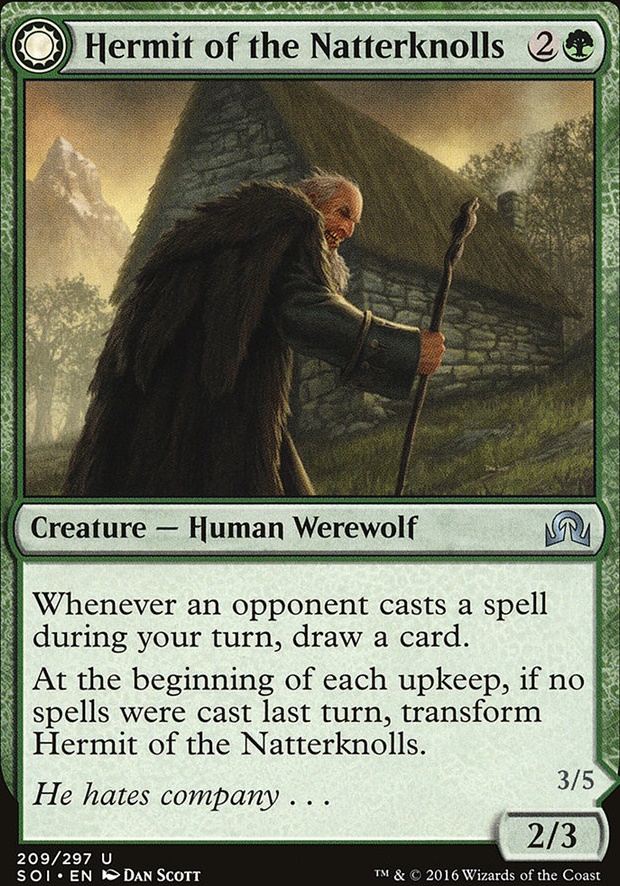 Hermit of the Natterknolls 2
Creature — Human Werewolf
Whenever an opponent casts a spell
during your turn, draw a card.
At the beginning of each upkeep, if no
spells were cast last turn, transform
Hermit of the Natterknolls.
He hates company . . .
3/5
2/3
209/297 U
SOI • EN Dan Scott
™ & © 2016 Wizards of the Coast